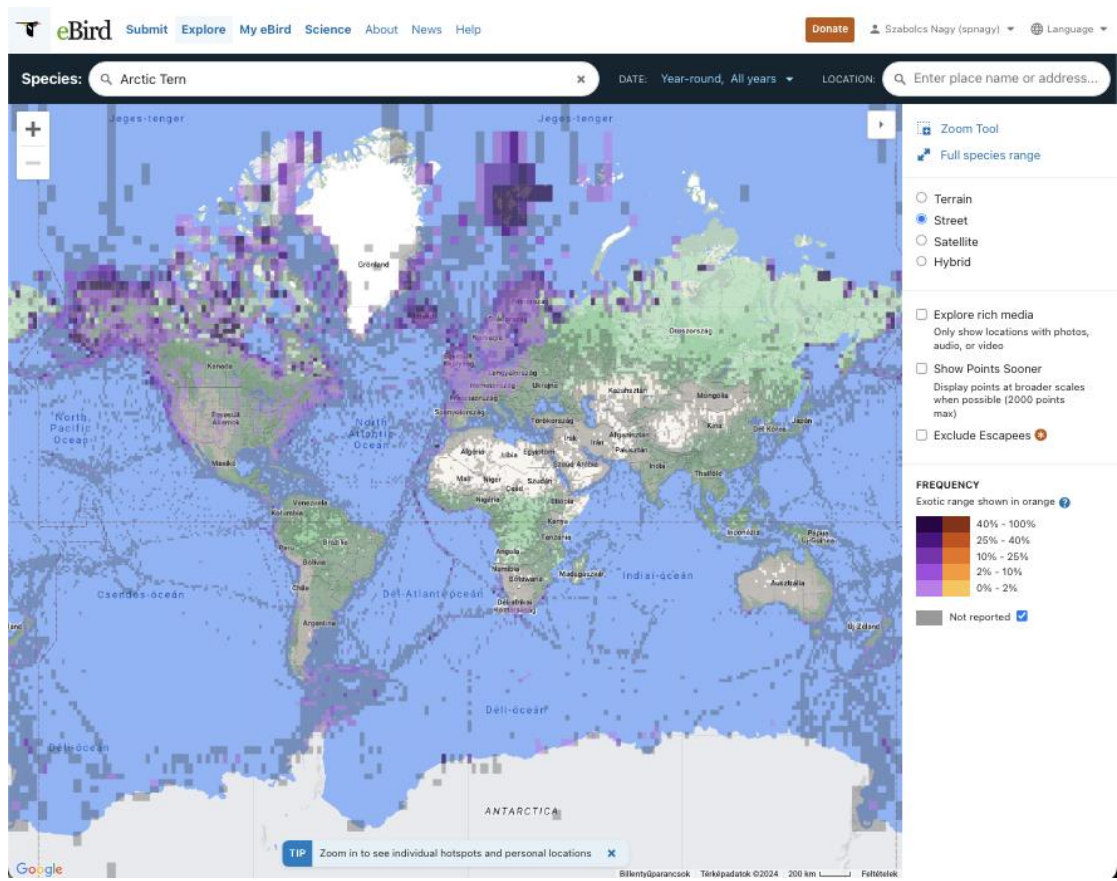 eBird Submit Explore My eBird Science About News Help Donate Szabolcs Nagy (spnagy) Language
Species: Arctic Tern × DATE: Year-round, All years LOCATION: Enter place name or address...
Jeges-tenger
Jeges-tenger
Grönland
Oroszország
Kanada
Ukrajna
Kazahsztán
Mongólia
Franciaország
Spanyolország
Törökország
Japán
North
Pacific
Ocean
Egyesült
Államok
North
Atlantic
Ocean
Irak
Irán
Afganisztán
Pakisztán
Kína
Dél-Korea
Algéria
Líbia
Egyiptom
Szaúd-Arábia
India
Mexikó
Mali
Niger
Csád
Szudán
Thaiföld
Nigéria
Etiópia
Venezuela
Kolumbia
Kenya
Indonézia
Pápua
Új-Guinea
Peru
Brazília
Tanzánia
Bolívia
Angola
Namíbia
Botswana
Madagaszkár
Indiai-óceán
Ausztrália
Csendes-óceán
Chile
Dél-Atlanti-óceán
Dél-afrikai
Argentína
Új-Zéland
Déli-óceán
Déli-óceán
ANTARCTICA
TIP Zoom in to see individual hotspots and personal locations ×
Google
Billentyűparancsok Térképadatok ©2024 200 km Feltételek
Zoom Tool
Full species range
Terrain
Street
Satellite
Hybrid
Explore rich media
Only show locations with photos,
audio, or video
Show Points Sooner
Display points at broader scales
when possible (2000 points
max)
Exclude Escapees
FREQUENCY
Exotic range shown in orange
40% - 100%
25% - 40%
10% - 25%
2% - 10%
0% - 2%
Not reported